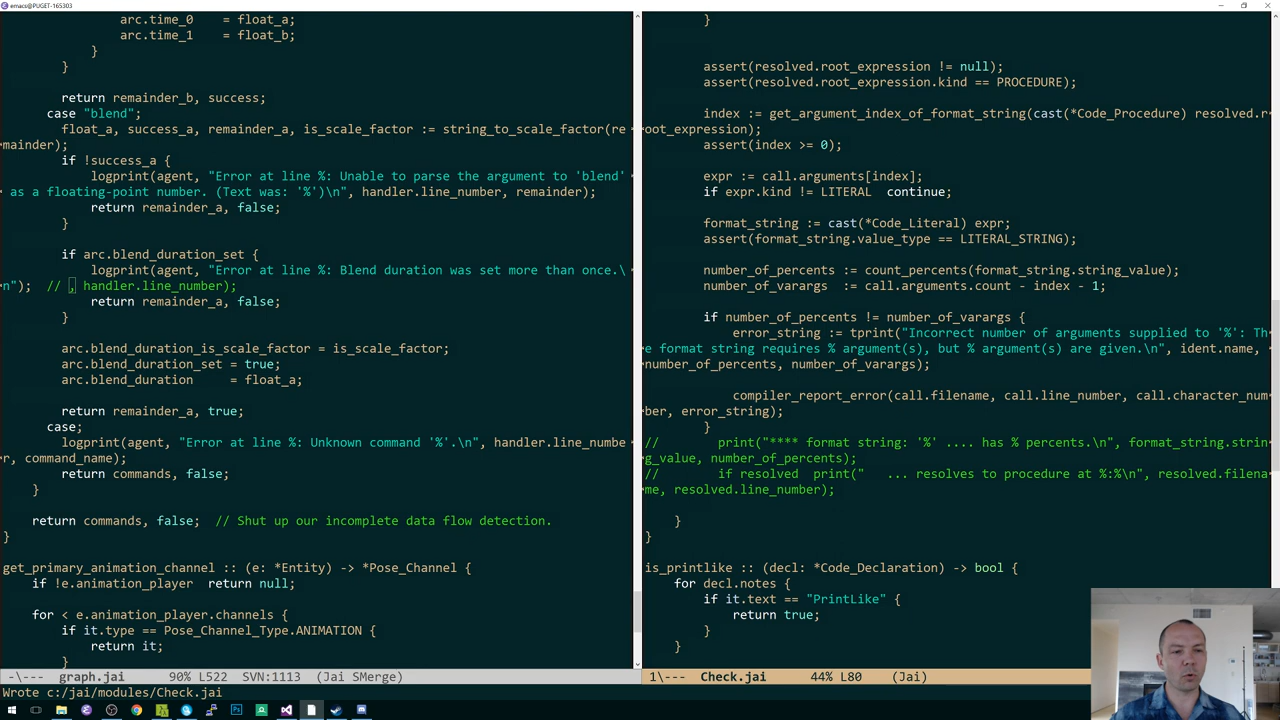 emacs@PUGET-165303
arc.time_0    = float_a;
arc.time_1    = float_b;
}
}
return remainder_b, success;
case "blend";
float_a, success_a, remainder_a, is_scale_factor := string_to_scale_factor(re
mainder);
if !success_a {
logprint(agent, "Error at line %: Unable to parse the argument to 'blend'
as a floating-point number. (Text was: '%')\n", handler.line_number, remainder);
return remainder_a, false;
}
if arc.blend_duration_set {
logprint(agent, "Error at line %: Blend duration was set more than once.\
n");  // , handler.line_number);
return remainder_a, false;
}
arc.blend_duration_is_scale_factor = is_scale_factor;
arc.blend_duration_set = true;
arc.blend_duration     = float_a;
return remainder_a, true;
case;
logprint(agent, "Error at line %: Unknown command '%'.\n", handler.line_numbe
r, command_name);
return commands, false;
}
return commands, false;  // Shut up our incomplete data flow detection.
}
get_primary_animation_channel :: (e: *Entity) -> *Pose_Channel {
if !e.animation_player  return null;
for < e.animation_player.channels {
if it.type == Pose_Channel_Type.ANIMATION {
return it;
}
-\---  graph.jai      90% L522   SVN:1113  (Jai SMerge)
}
assert(resolved.root_expression != null);
assert(resolved.root_expression.kind == PROCEDURE);
index := get_argument_index_of_format_string(cast(*Code_Procedure) resolved.r
oot_expression);
assert(index >= 0);
expr := call.arguments[index];
if expr.kind != LITERAL  continue;
format_string := cast(*Code_Literal) expr;
assert(format_string.value_type == LITERAL_STRING);
number_of_percents := count_percents(format_string.string_value);
number_of_varargs  := call.arguments.count - index - 1;
if number_of_percents != number_of_varargs {
error_string := tprint("Incorrect number of arguments supplied to '%': Th
e format string requires % argument(s), but % argument(s) are given.\n", ident.name,
number_of_percents, number_of_varargs);
compiler_report_error(call.filename, call.line_number, call.character_num
ber, error_string);
}
//        print("**** format string: '%' .... has % percents.\n", format_string.strin
g_value, number_of_percents);
//        if resolved  print("   ... resolves to procedure at %:%\n", resolved.filena
me, resolved.line_number);
}
}
is_printlike :: (decl: *Code_Declaration) -> bool {
for decl.notes {
if it.text == "PrintLike" {
return true;
}
}
1\---  Check.jai      44% L80    (Jai)
Wrote c:/jai/modules/Check.jai